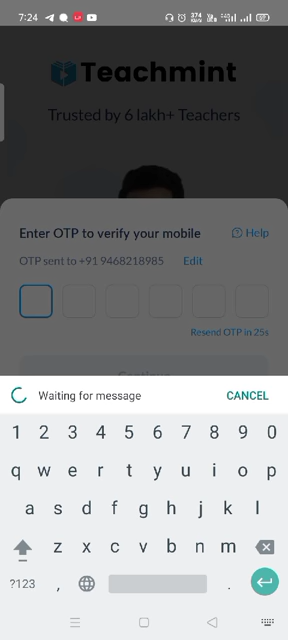 7:24
Teachmint
Trusted by 6 lakh+ Teachers
Enter OTP to verify your mobile
Help
OTP sent to +91 9468218985 Edit
Resend OTP in 25s
Continue
Waiting for message CANCEL
1 2 3 4 5 6 7 8 9 0
q w e r t y u i o p
a s d f g h j k l
z x c v b n m
?123 , .